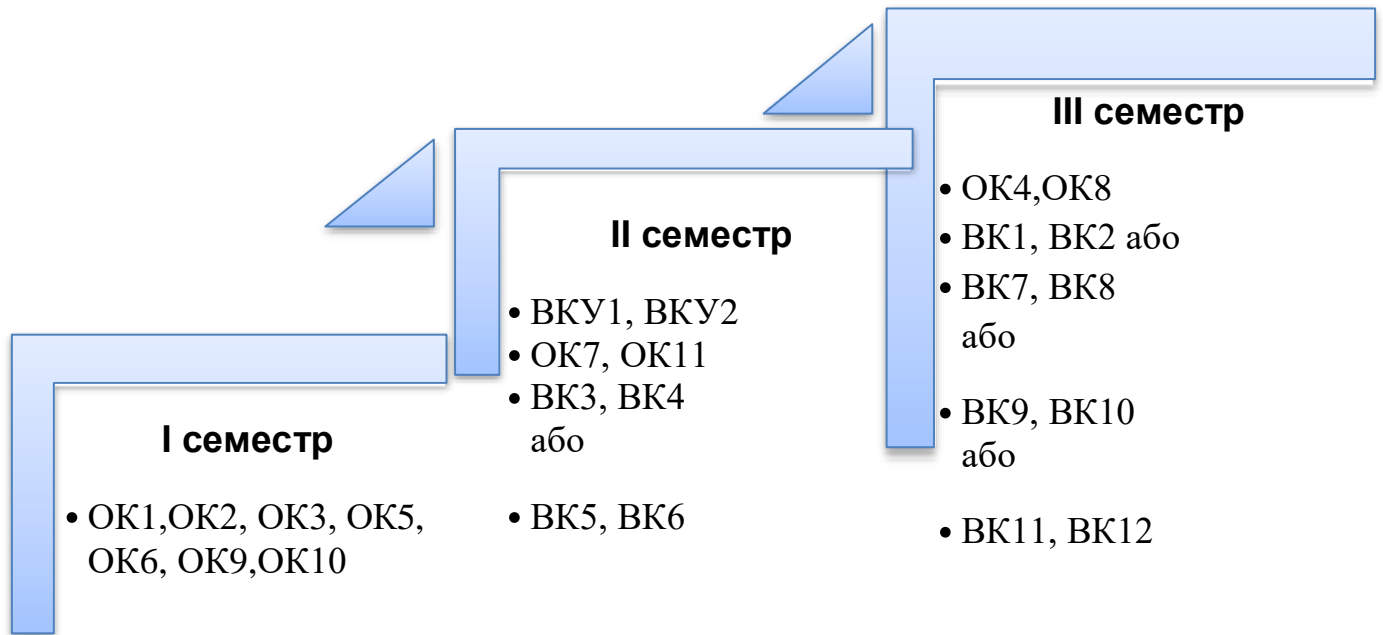 I семестр
• ОК1,ОК2, ОК3, ОК5,
ОК6, ОК9,ОК10
II семестр
• ВКУ1, ВКУ2
• ОК7, ОК11
• ВК3, ВК4
або
• ВК5, ВК6
III семестр
• ОК4,ОК8
• ВК1, ВК2 або
• ВК7, ВК8
або
• ВК9, ВК10
або
• ВК11, ВК12